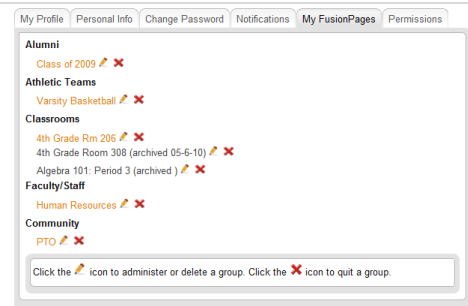 My Profile Personal Info Change Password Notifications My FusionPages Permissions
Alumni
Class of 2009
Athletic Teams
Varsity Basketball
Classrooms
4th Grade Rm 206
4th Grade Room 308 (archived 05-6-10)
Algebra 101: Period 3 (archived )
Faculty/Staff
Human Resources
Community
PTO
Click the icon to administer or delete a group. Click the icon to quit a group.